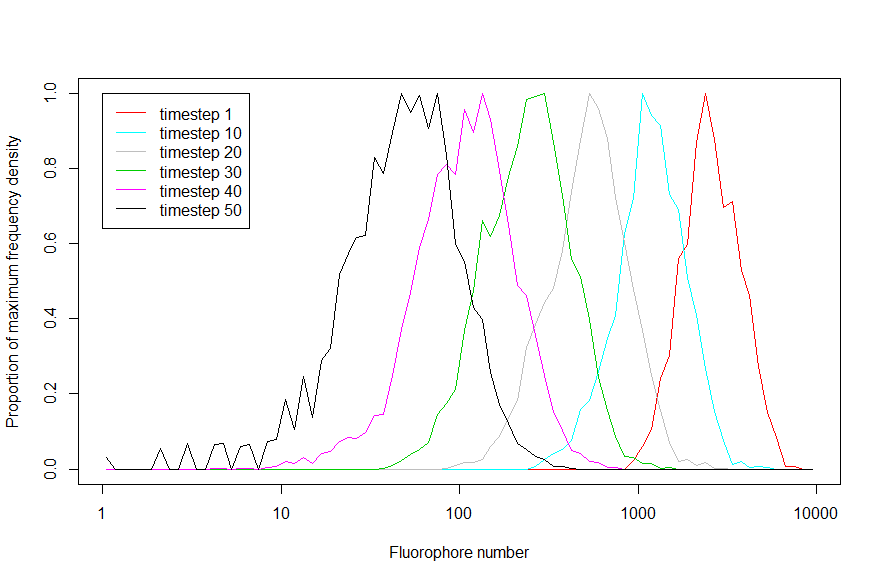 timestep 1
timestep 10
timestep 20
timestep 30
timestep 40
timestep 50
Proportion of maximum frequency density
1.0
0.8
0.6
0.4
0.2
0.0
1 10 100 1000 10000
Fluorophore number